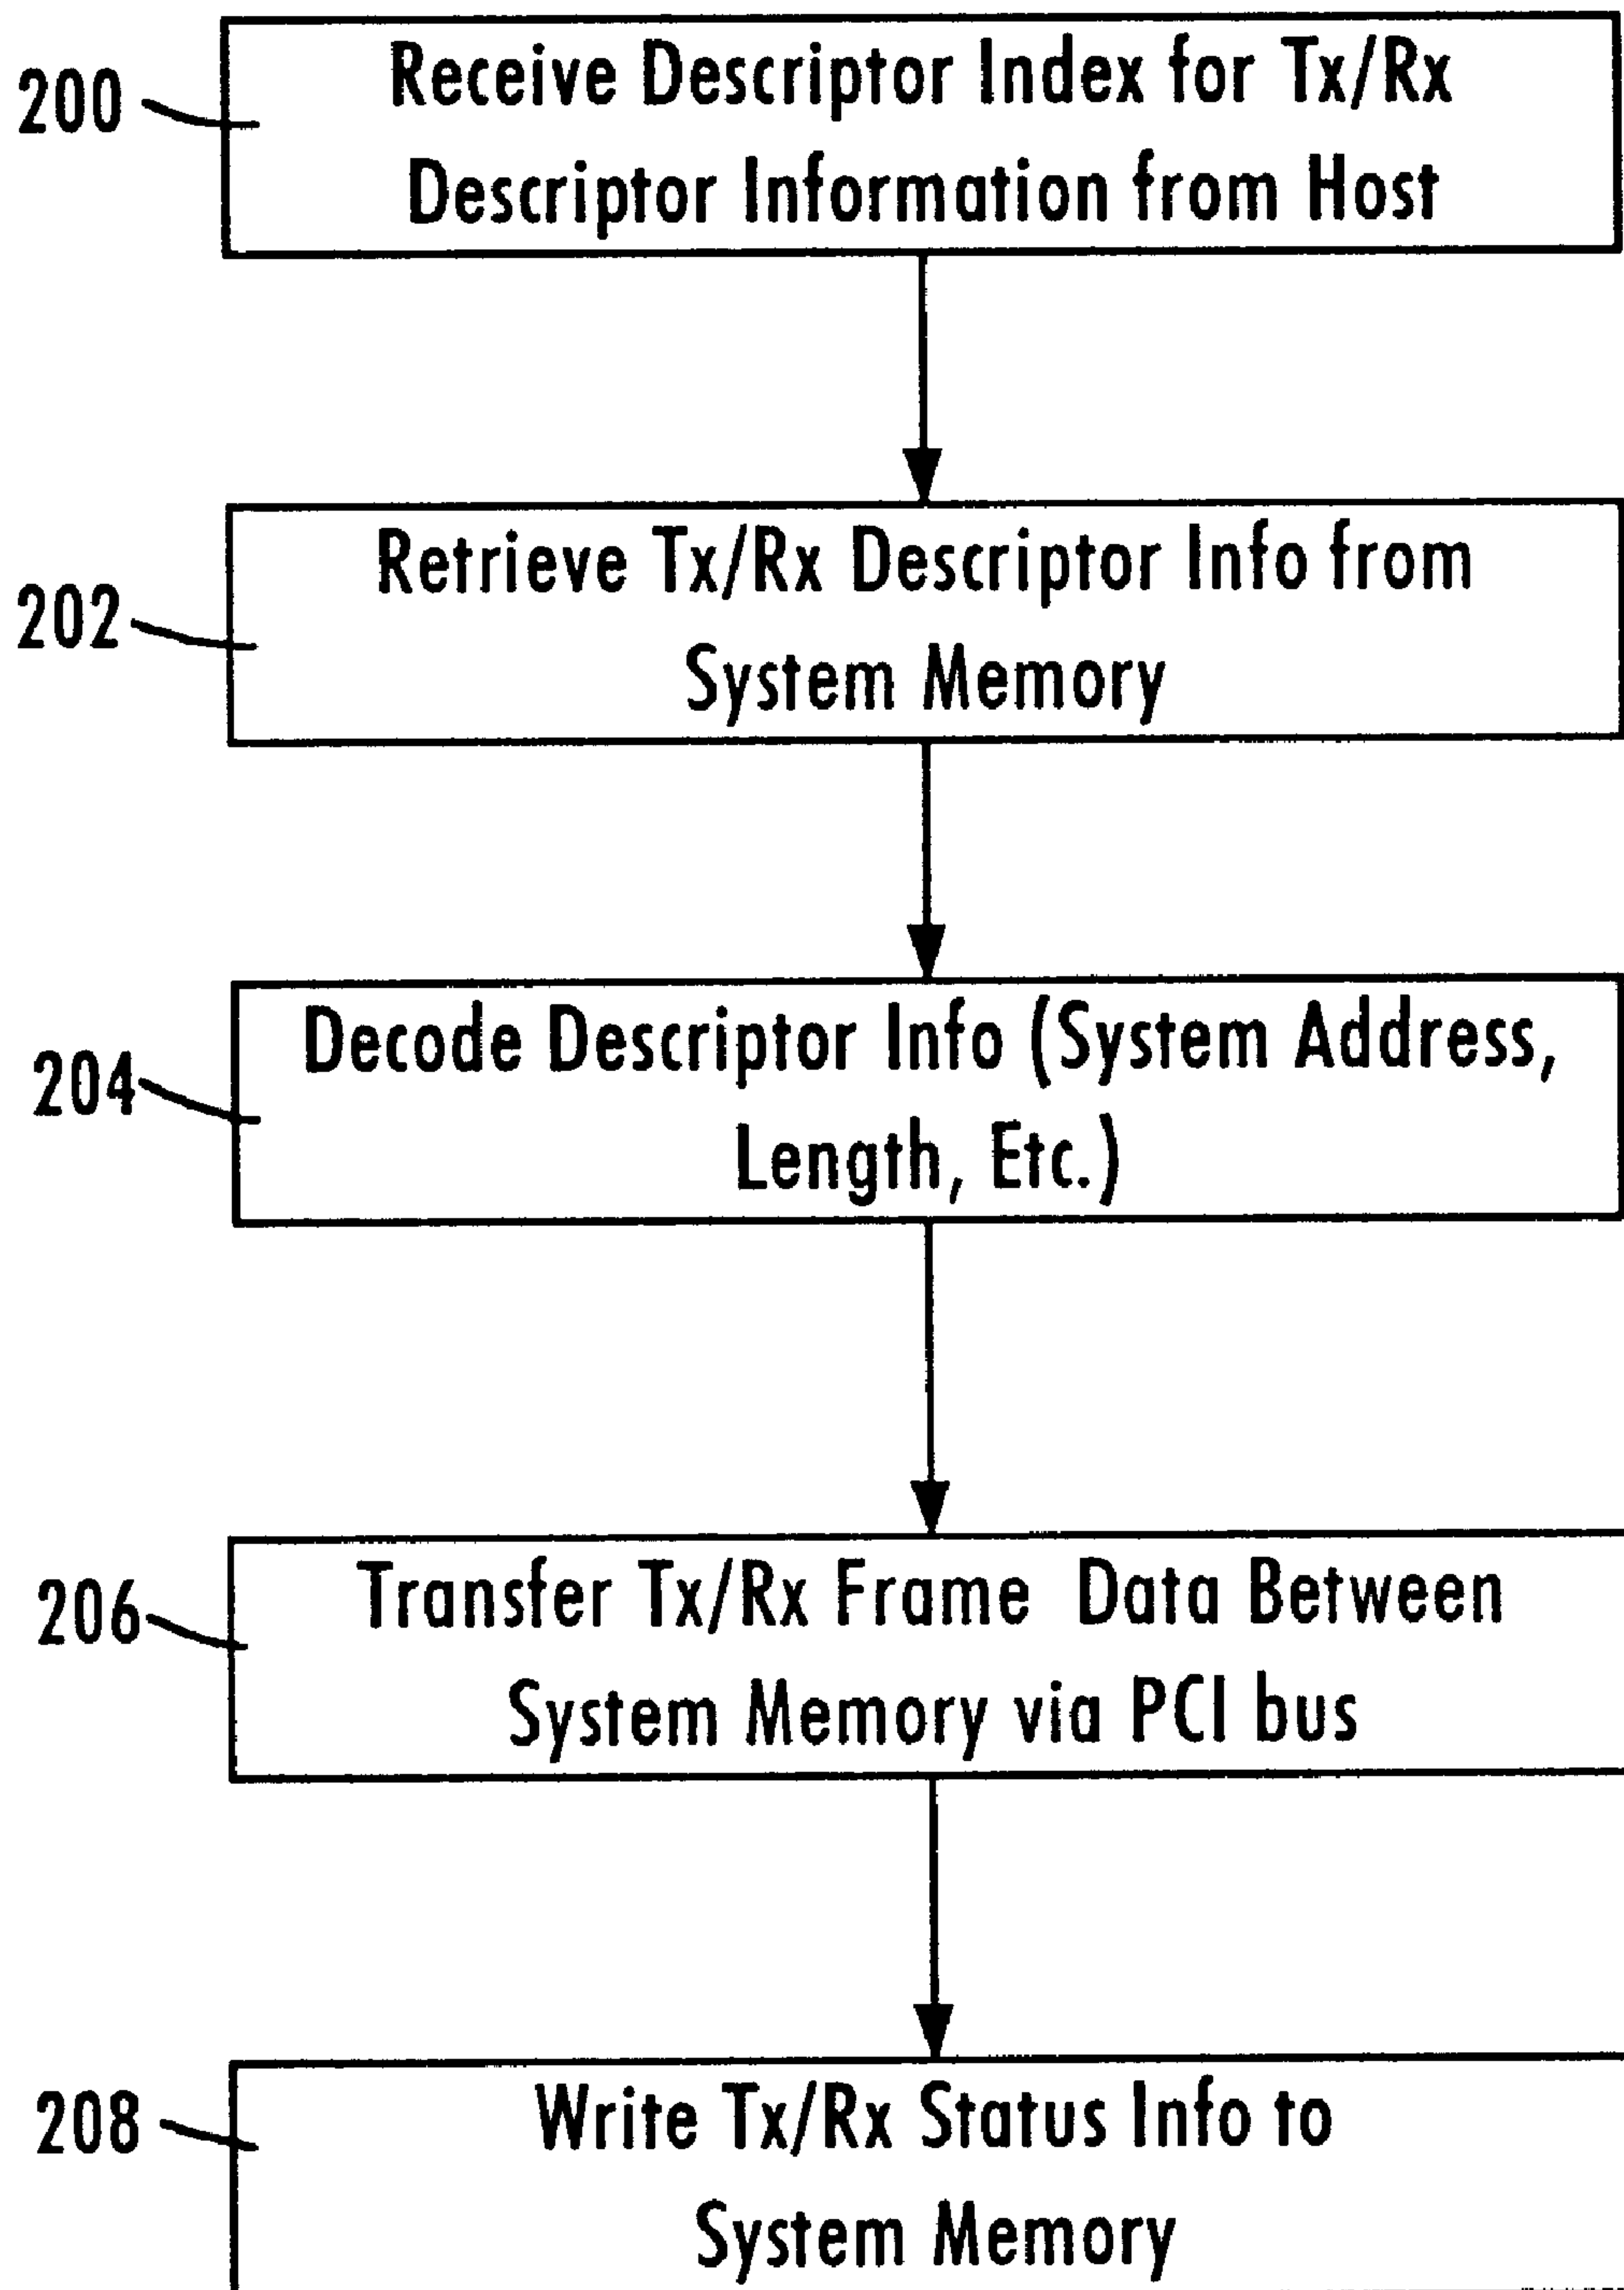 200
Receive Descriptor Index for Tx/Rx
Descriptor Information from Host
202
Retrieve Tx/Rx Descriptor Info from
System Memory
204
Decode Descriptor Info (System Address,
Length, Etc.)
206
Transfer Tx/Rx Frame Data Between
System Memory via PCI bus
208
Write Tx/Rx Status Info to
System Memory